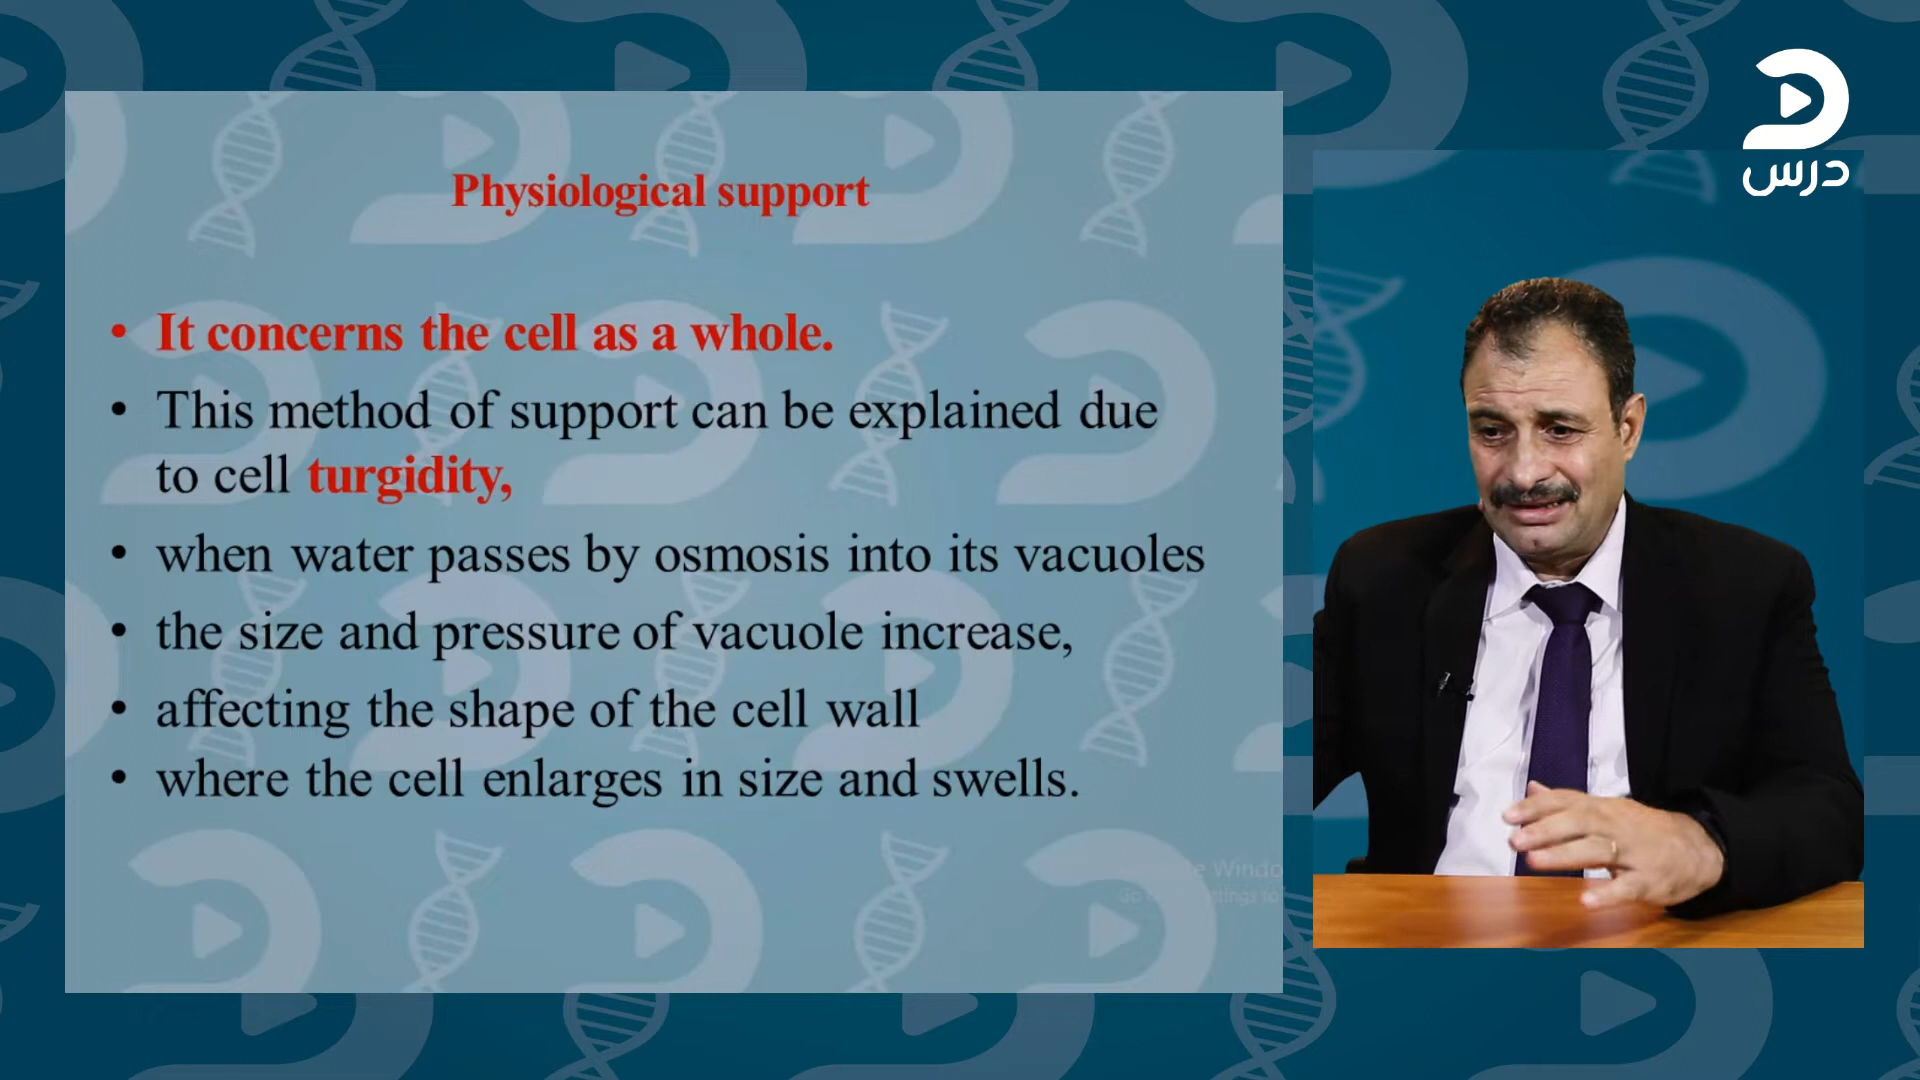 درس
Physiological support
• It concerns the cell as a whole.
• This method of support can be explained due
to cell turgidity,
• when water passes by osmosis into its vacuoles
• the size and pressure of vacuole increase,
• affecting the shape of the cell wall
• where the cell enlarges in size and swells.